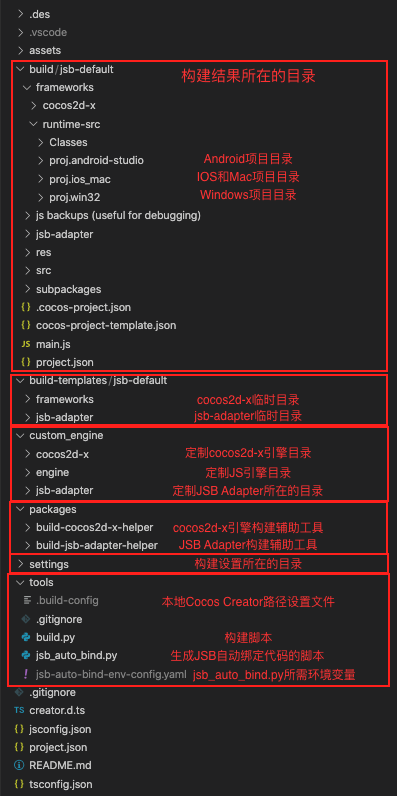 .des
.vscode
assets
build/jsb-default 构建结果所在的目录
frameworks
cocos2d-x
runtime-src
Classes
proj.android-studio Android项目目录
proj.ios_mac IOS和Mac项目目录
proj.win32 Windows项目目录
js backups (useful for debugging)
jsb-adapter
res
src
subpackages
{} .cocos-project.json
{} cocos-project-template.json
JS main.js
{} project.json
build-templates/jsb-default
frameworks cocos2d-x临时目录
jsb-adapter jsb-adapter临时目录
custom_engine
cocos2d-x 定制cocos2d-x引擎目录
engine 定制JS引擎目录
jsb-adapter 定制JSB Adapter所在的目录
packages
build-cocos2d-x-helper cocos2d-x引擎构建辅助工具
build-jsb-adapter-helper JSB Adapter构建辅助工具
settings 构建设置所在的目录
tools
.build-config 本地Cocos Creator路径设置文件
.gitignore
build.py 构建脚本
jsb_auto_bind.py 生成JSB自动绑定代码的脚本
! jsb-auto-bind-env-config.yaml jsb_auto_bind.py所需环境变量
.gitignore
TS creator.d.ts
{} jsconfig.json
{} project.json
README.md
tsconfig.json